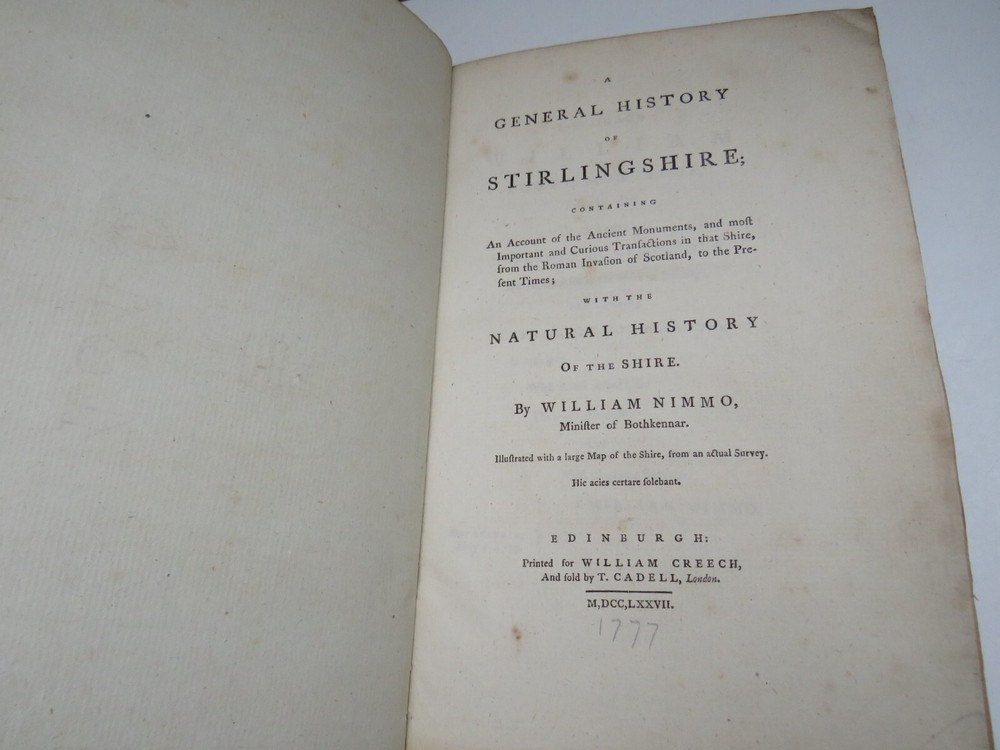 A
GENERAL HISTORY
OF
STIRLINGSHIRE;
CONTAINING
An Account of the Ancient Monuments, and moſt
Important and Curious Tranſactions in that Shire,
from the Roman Invaſion of Scotland, to the Pre-
ſent Times;
WITH THE
NATURAL HISTORY
OF THE SHIRE.
By WILLIAM NIMMO,
Miniſter of Bothkennar.
Illuſtrated with a large Map of the Shire, from an actual Survey.
Hic acies certare ſolebant.
EDINBURGH:
Printed for WILLIAM CREECH,
And ſold by T. CADELL, London.
M,DCC,LXXVII.
1777